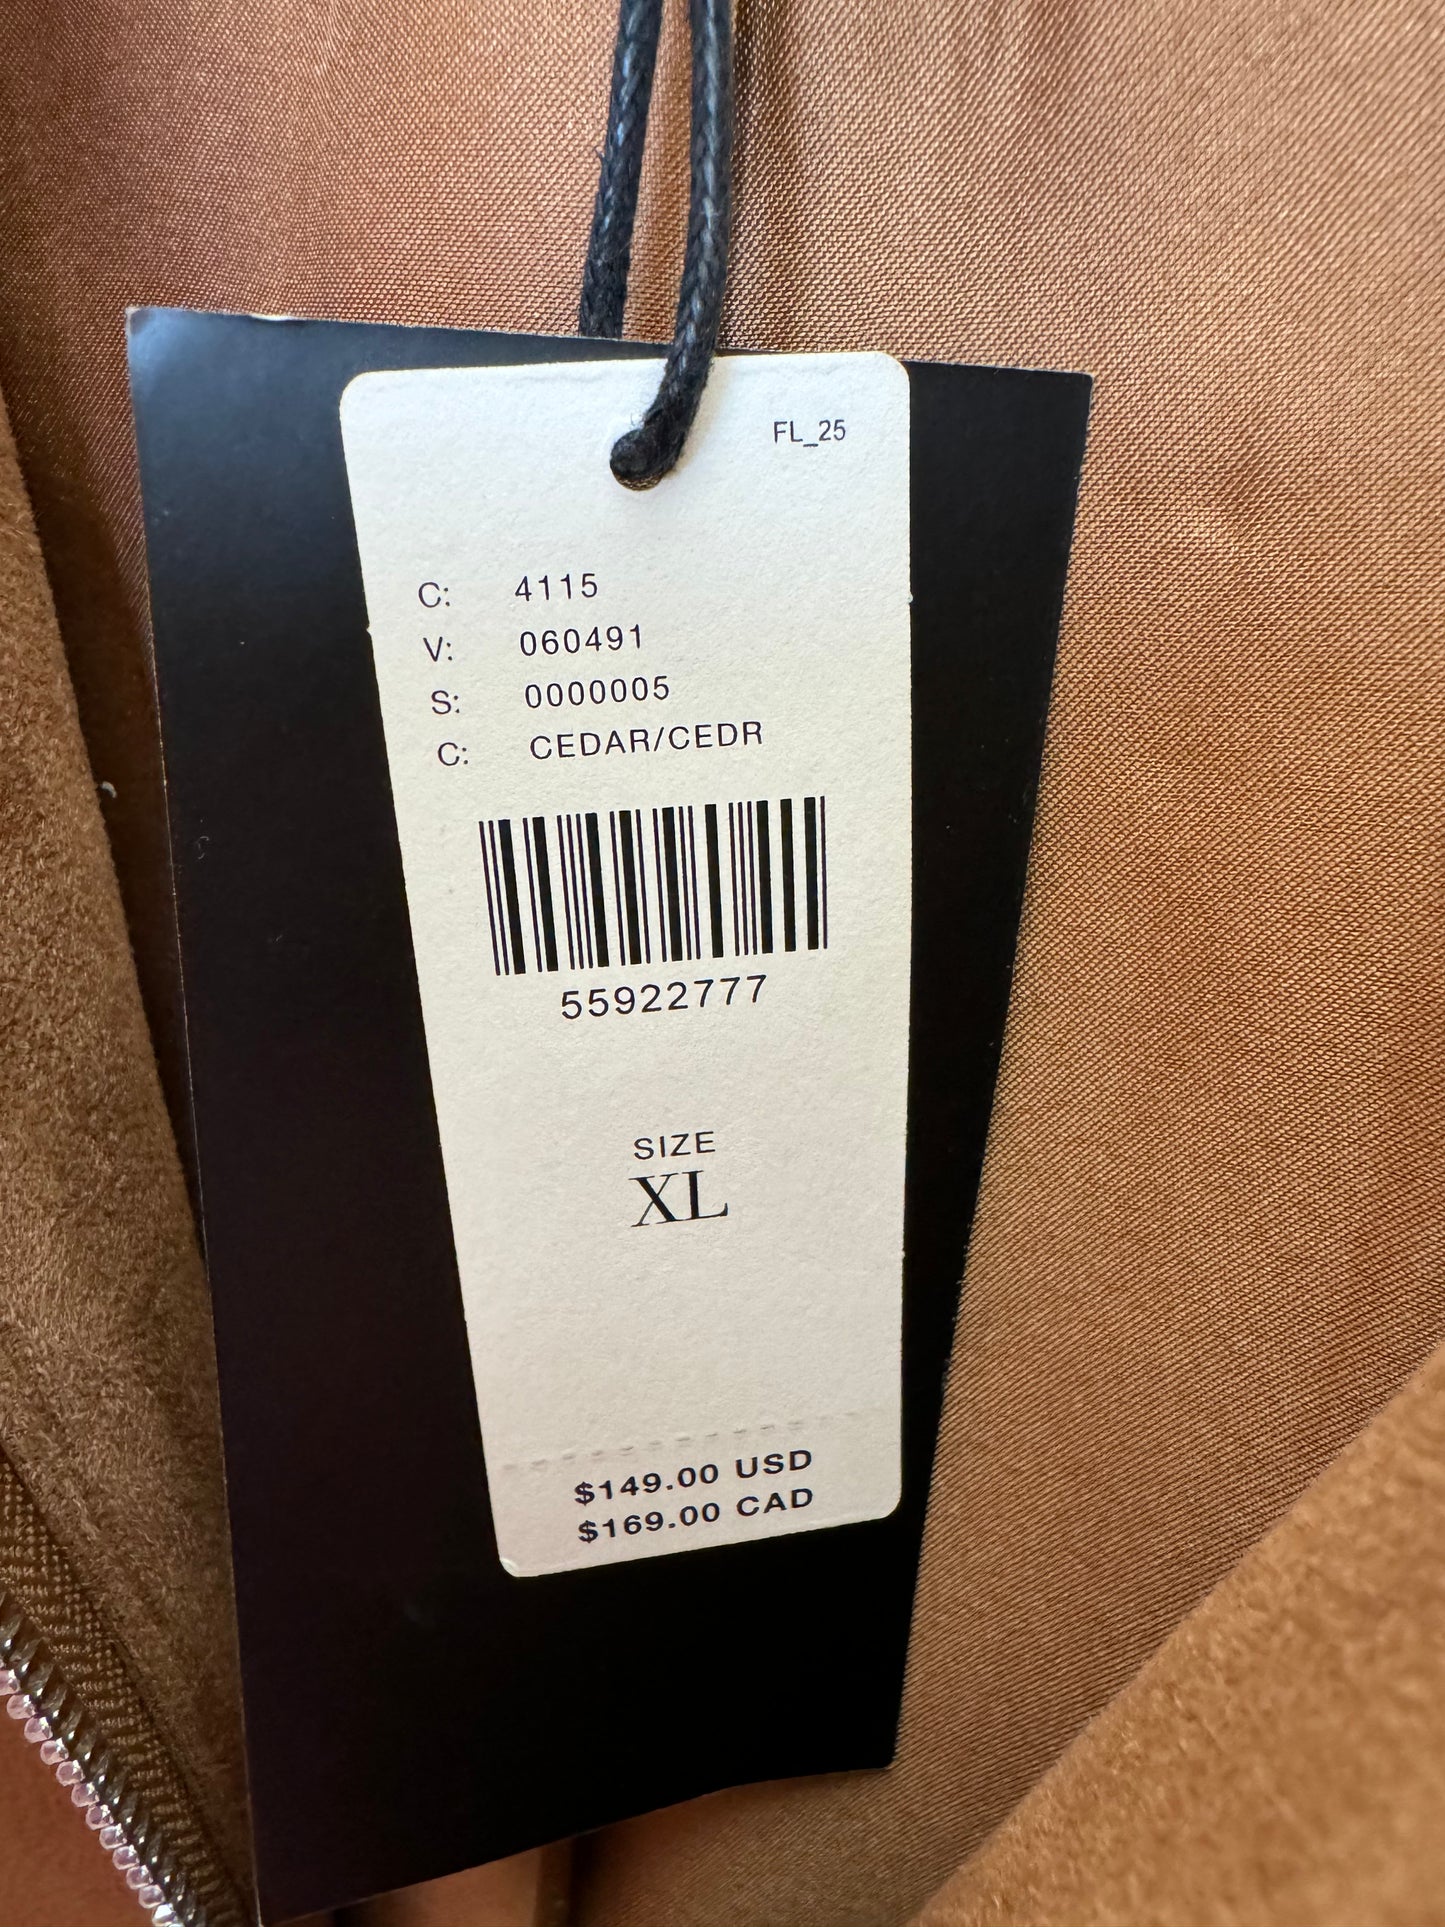 FL_25
C: 4115
V: 060491
S: 0000005
C: CEDAR/CEDR
55922777
SIZE
XL
$149.00 USD
$169.00 CAD